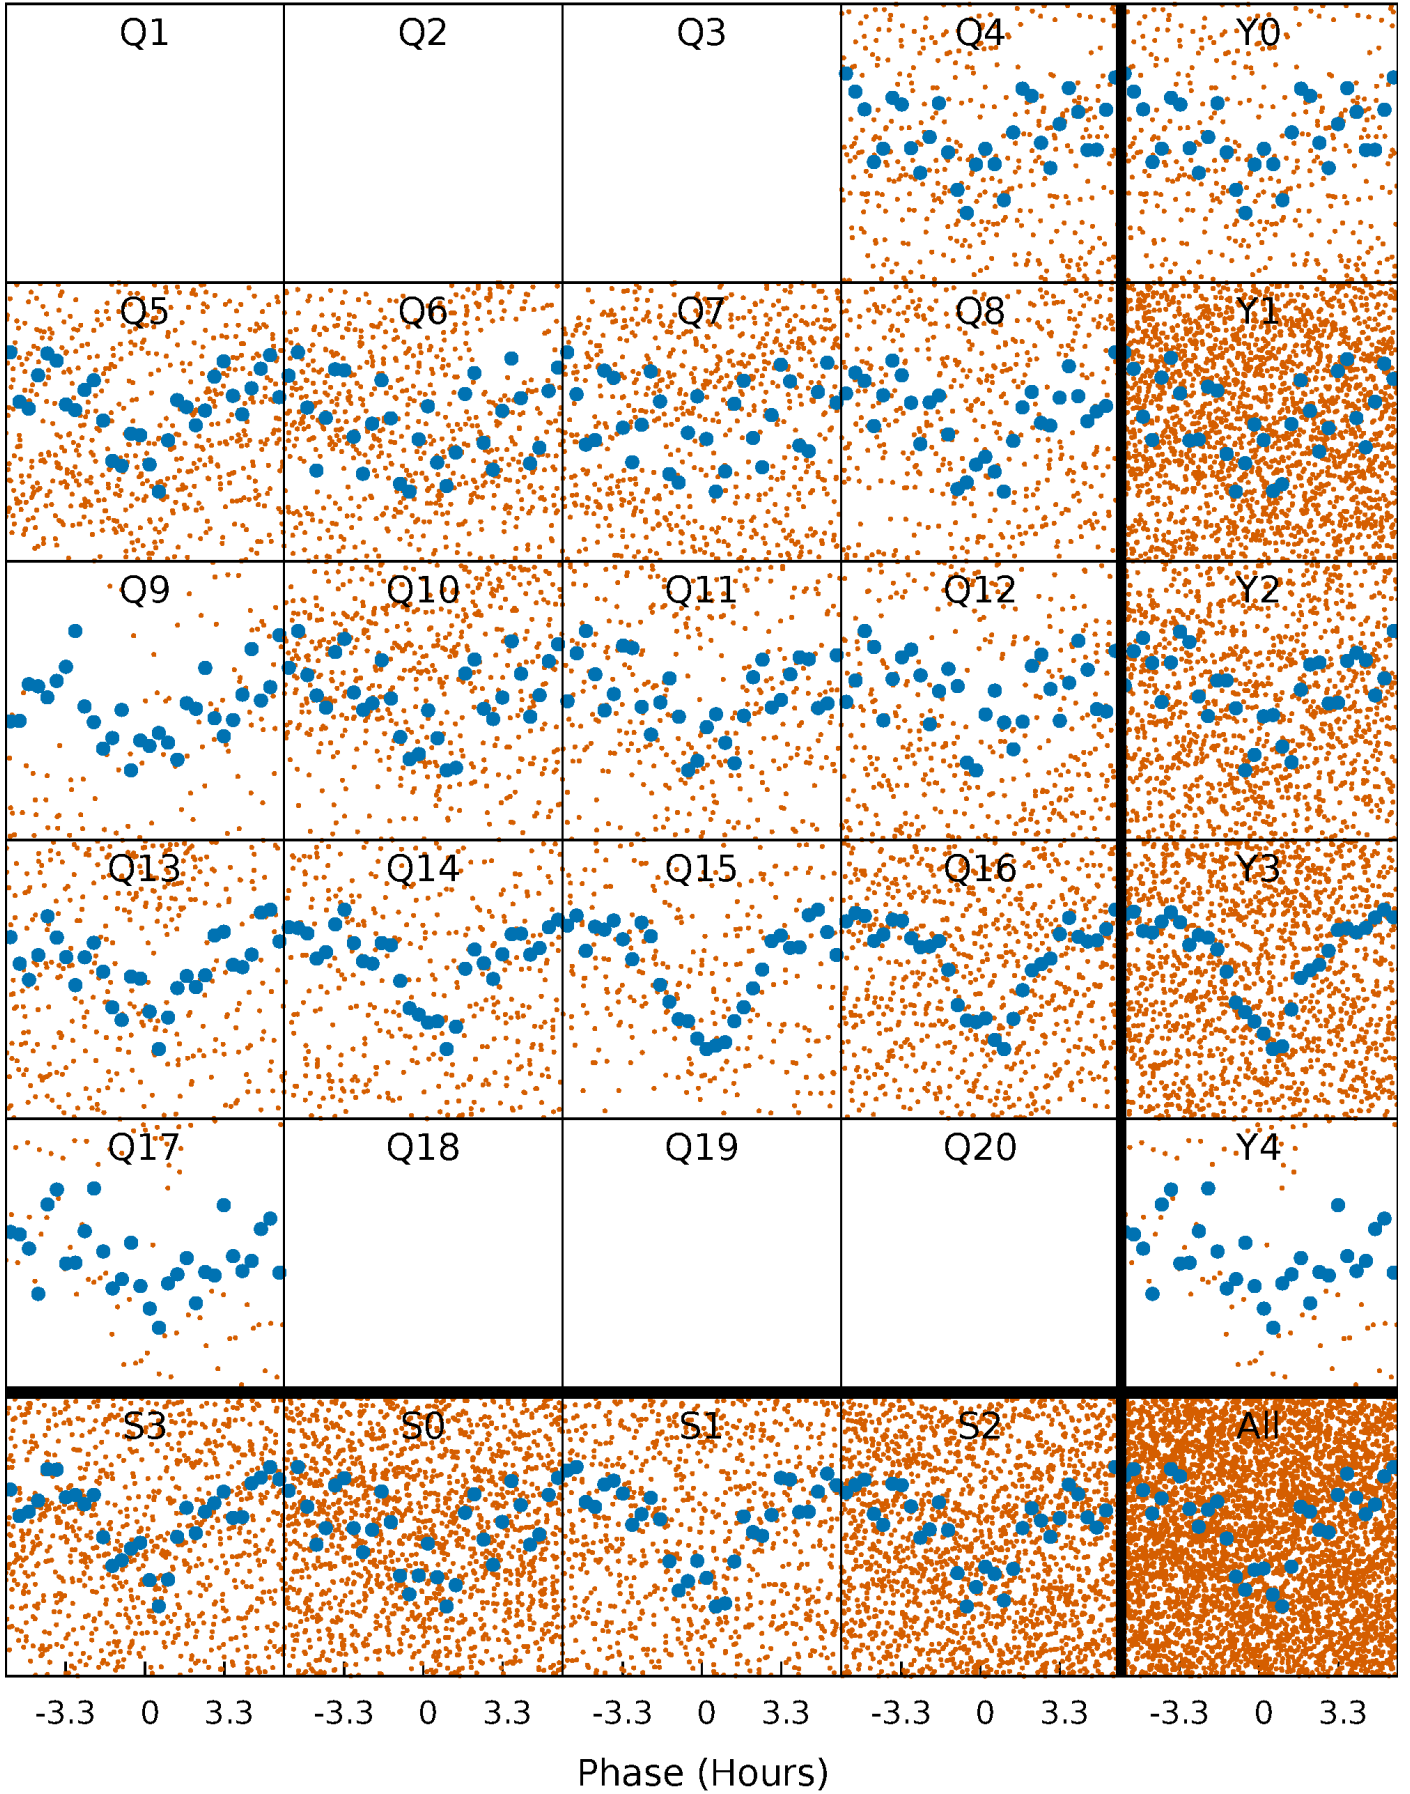 Q1 Q2 Q3 Q4 Y0
Q5 Q6 Q7 Q8 Y1
Q9 Q10 Q11 Q12 Y2
Q13 Q14 Q15 Q16 Y3
Q17 Q18 Q19 Q20 Y4
S3 S0 S1 S2 All
-3.3 0 3.3 -3.3 0 3.3 -3.3 0 3.3 -3.3 0 3.3 -3.3 0 3.3
Phase (Hours)